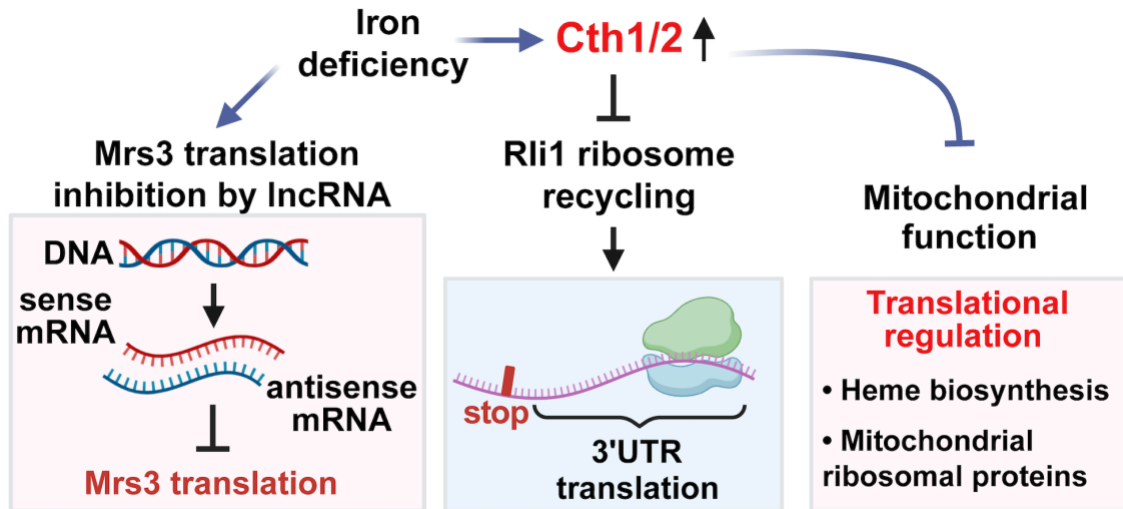 Iron
deficiency
Cth1/2
Mrs3 translation
inhibition by lncRNA
DNA
sense
mRNA
antisense
mRNA
Mrs3 translation
Rli1 ribosome
recycling
stop
3'UTR
translation
Mitochondrial
function
Translational
regulation
• Heme biosynthesis
• Mitochondrial
ribosomal proteins